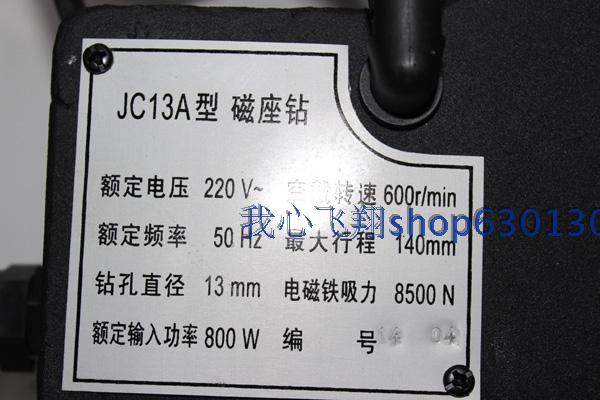 JC13A型 磁座钻
额定电压 220 V~ 空载转速 600r/min
我心飞翔shop630130
额定频率 50 Hz 最大行程 140mm
钻孔直径 13 mm 电磁铁吸力 8500 N
额定输入功率 800 W 编 号